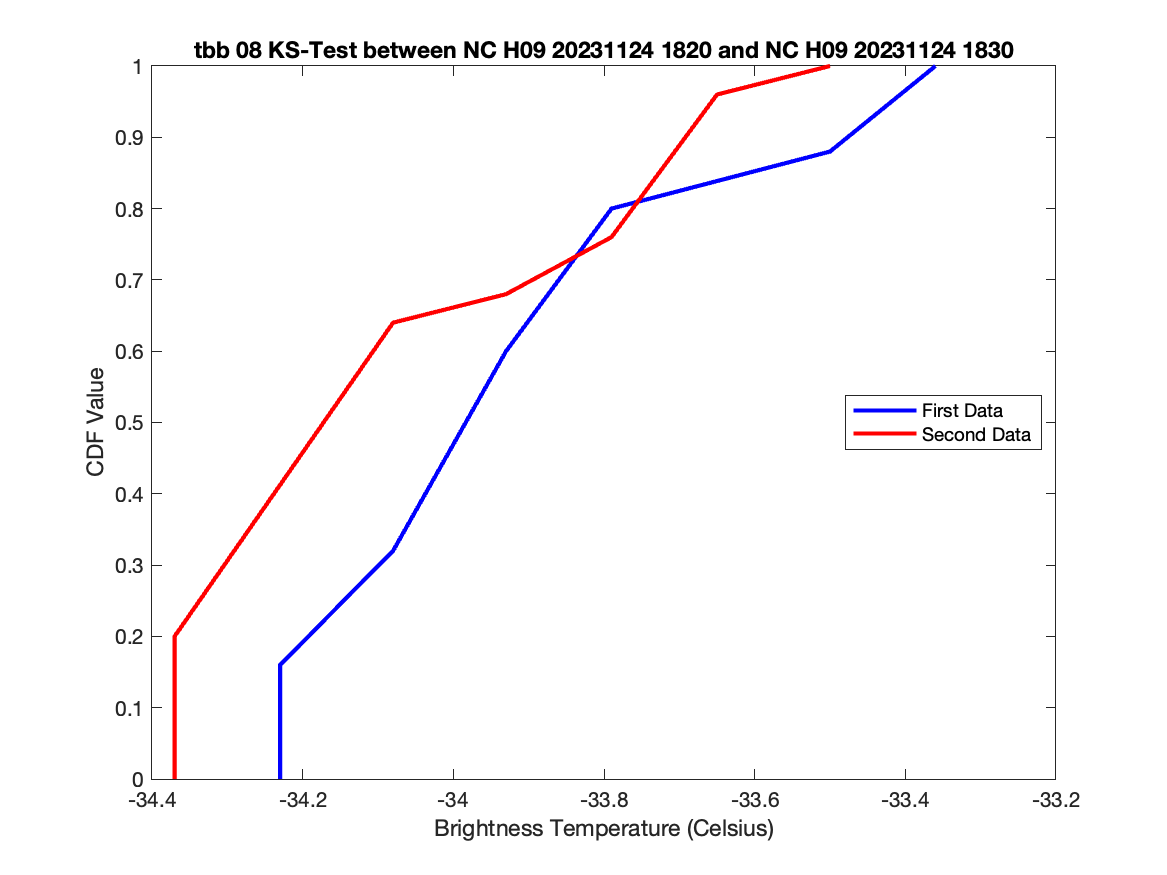 tbb 08 KS-Test between NC H09 20231124 1820 and NC H09 20231124 1830
1
0.9
0.8
0.7
0.6
0.5
0.4
0.3
0.2
0.1
0
CDF Value
First Data
Second Data
-34.4 -34.2 -34 -33.8 -33.6 -33.4 -33.2
Brightness Temperature (Celsius)